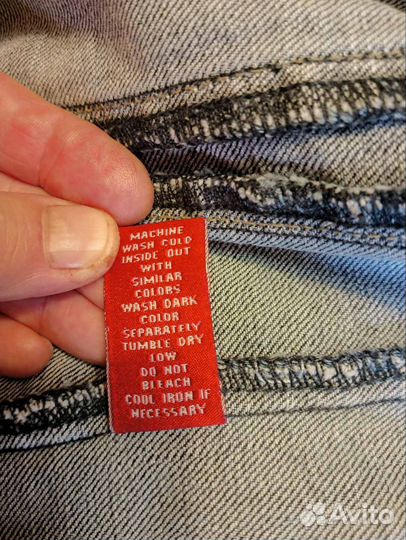 MACHINE
WASH COLD
INSIDE OUT
WITH
SIMILAR
COLORS
WASH DARK
COLOR
SEPARATELY
TUMBLE DRY
LOW
DO NOT
BLEACH
COOL IRON IF
NECESSARY
Avito